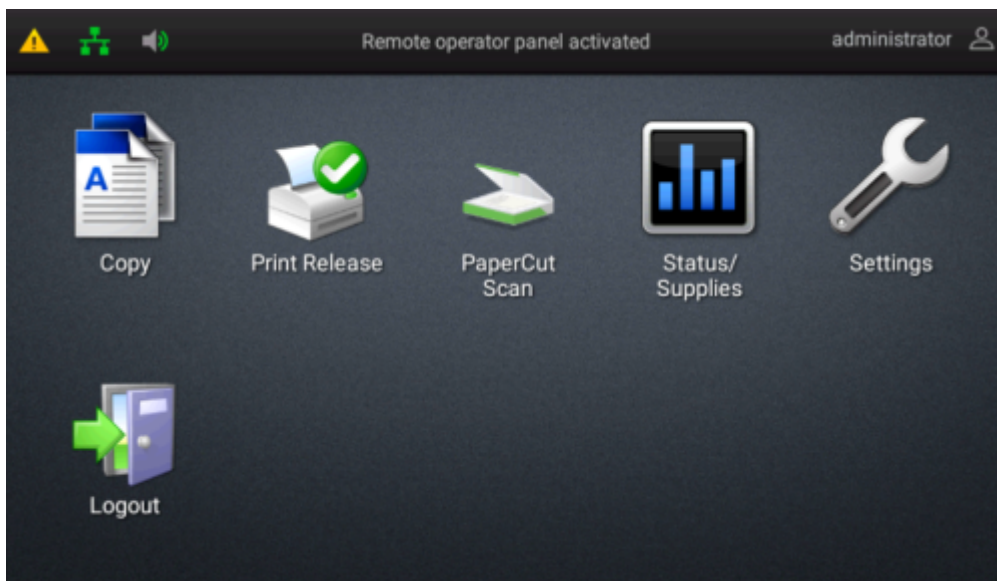 Remote operator panel activated
administrator
A
Copy
Print Release
PaperCut
Scan
Status/
Supplies
Settings
Logout